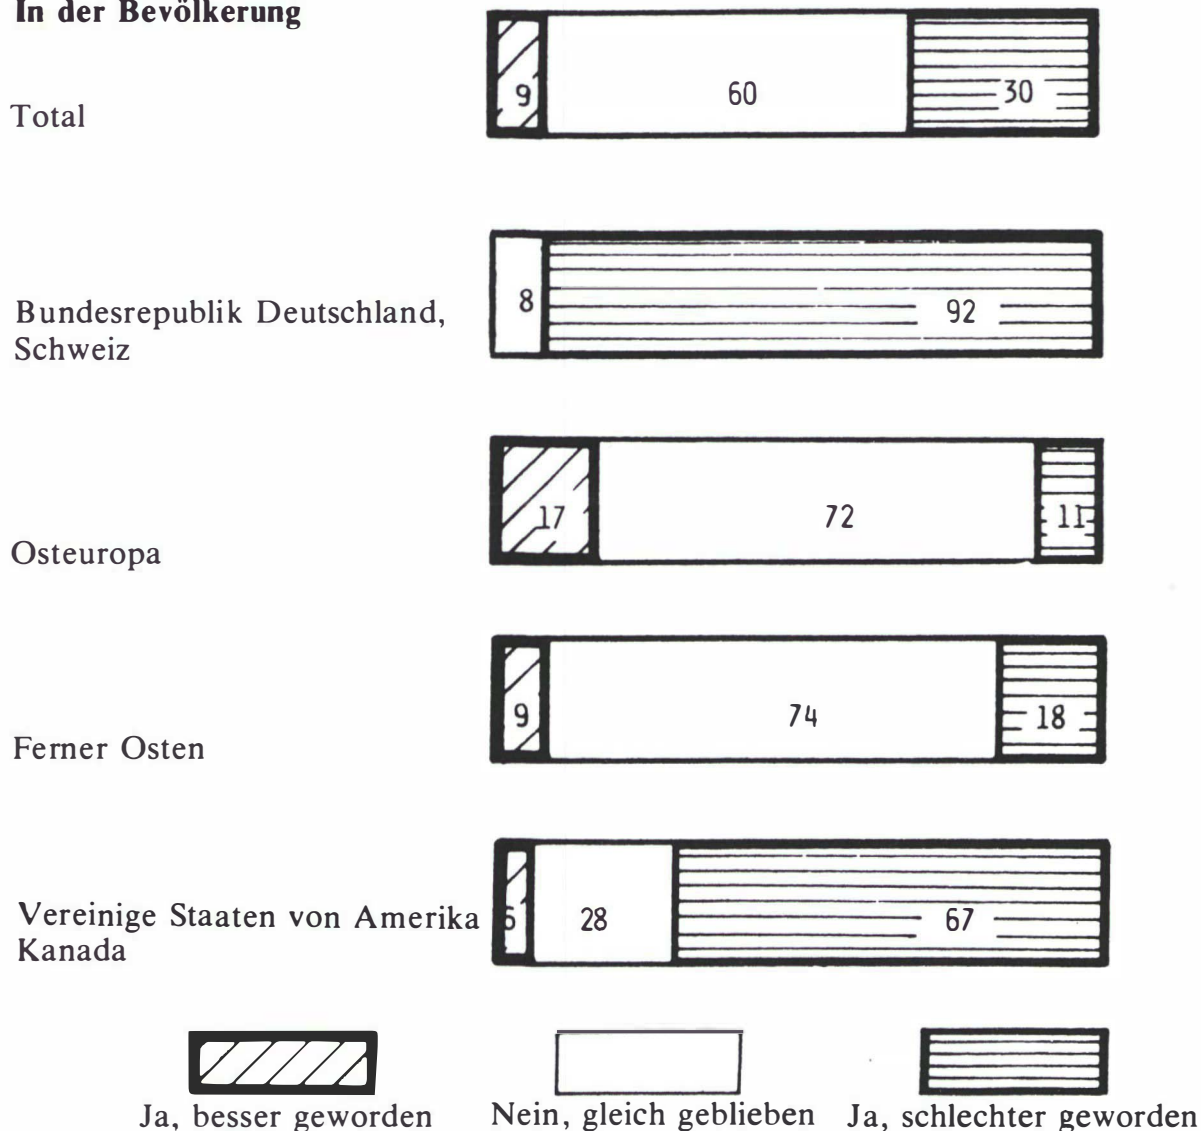 In der Bevölkerung
Total
9 60 30
Bundesrepublik Deutschland,
Schweiz
8 92
Osteuropa
17 72 11
Ferner Osten
9 74 18
Vereinige Staaten von Amerika
Kanada
6 28 67
Ja, besser geworden
Nein, gleich geblieben
Ja, schlechter geworden